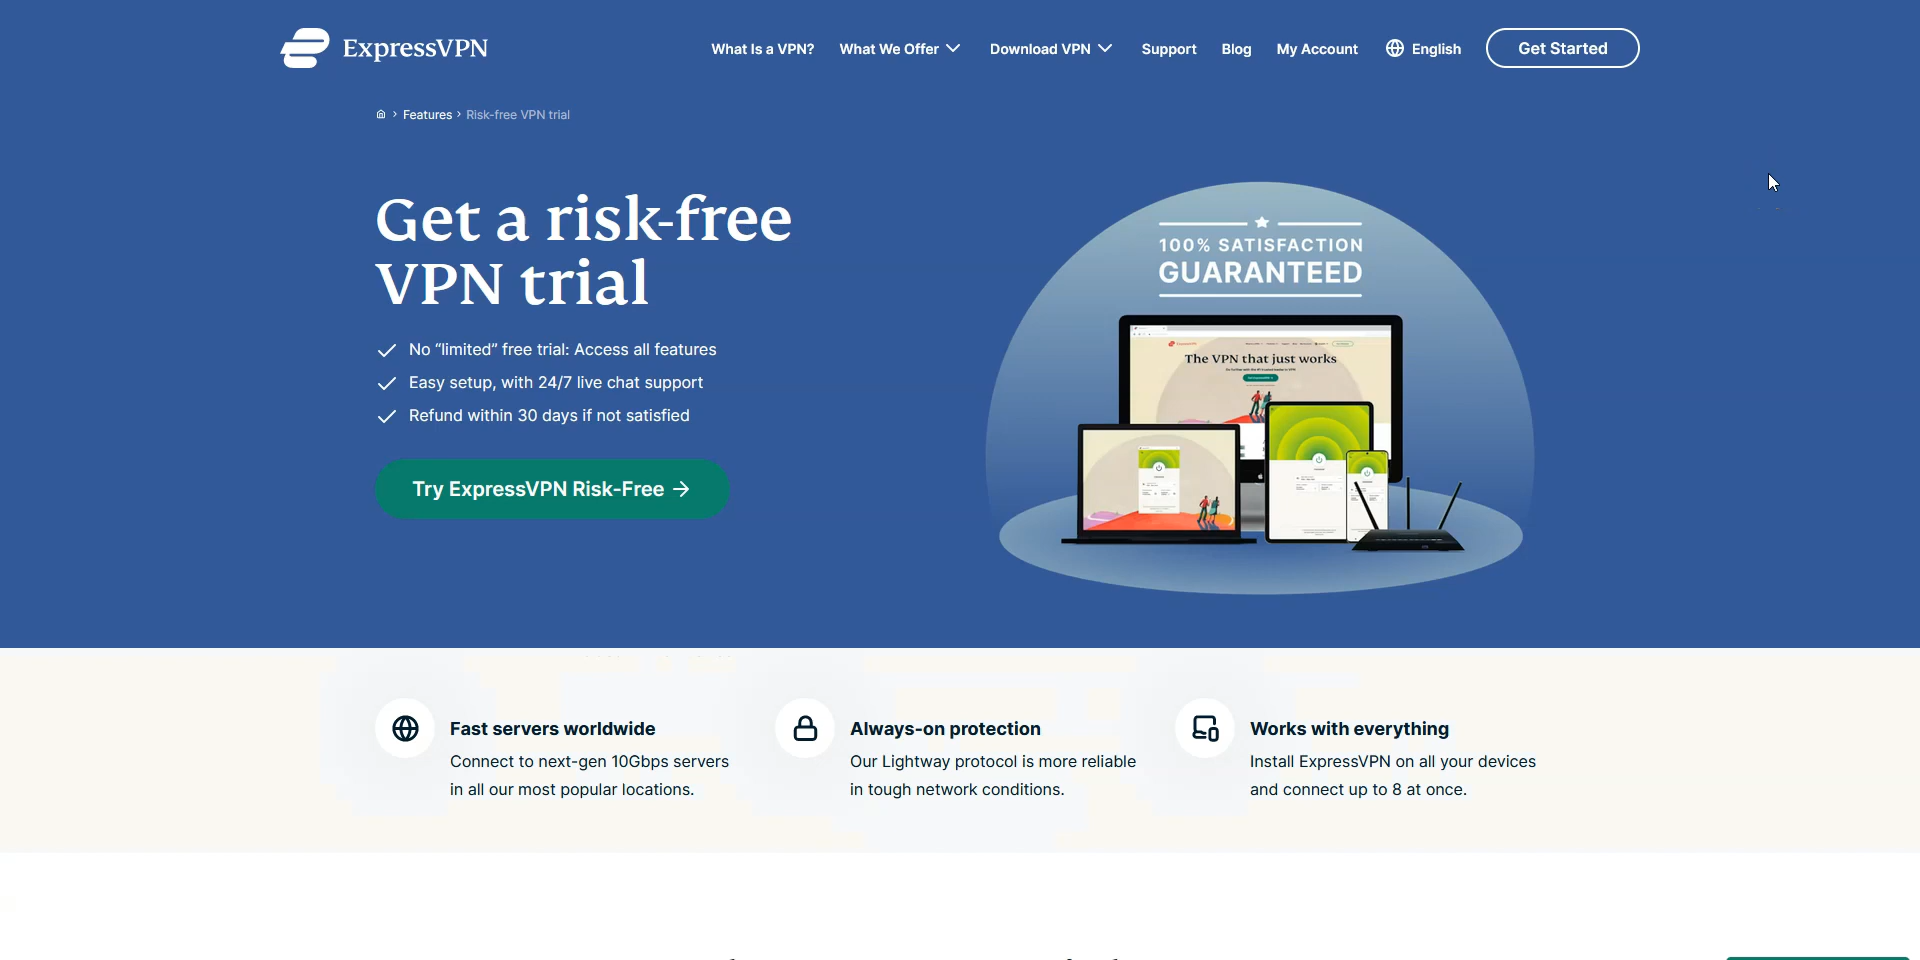 ExpressVPN
What Is a VPN? What We Offer Download VPN Support Blog My Account English Get Started
Features › Risk-free VPN trial
Get a risk-free
VPN trial
No “limited” free trial: Access all features
Easy setup, with 24/7 live chat support
Refund within 30 days if not satisfied
Try ExpressVPN Risk-Free →
100% SATISFACTION
GUARANTEED
The VPN that just works
Fast servers worldwide
Connect to next-gen 10Gbps servers
in all our most popular locations.
Always-on protection
Our Lightway protocol is more reliable
in tough network conditions.
Works with everything
Install ExpressVPN on all your devices
and connect up to 8 at once.